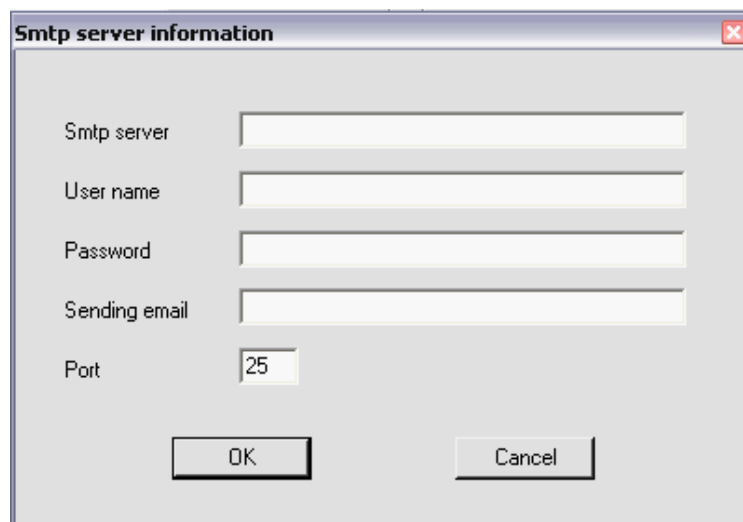 Smtp server information
Smtp server
User name
Password
Sending email
Port
25
OK
Cancel